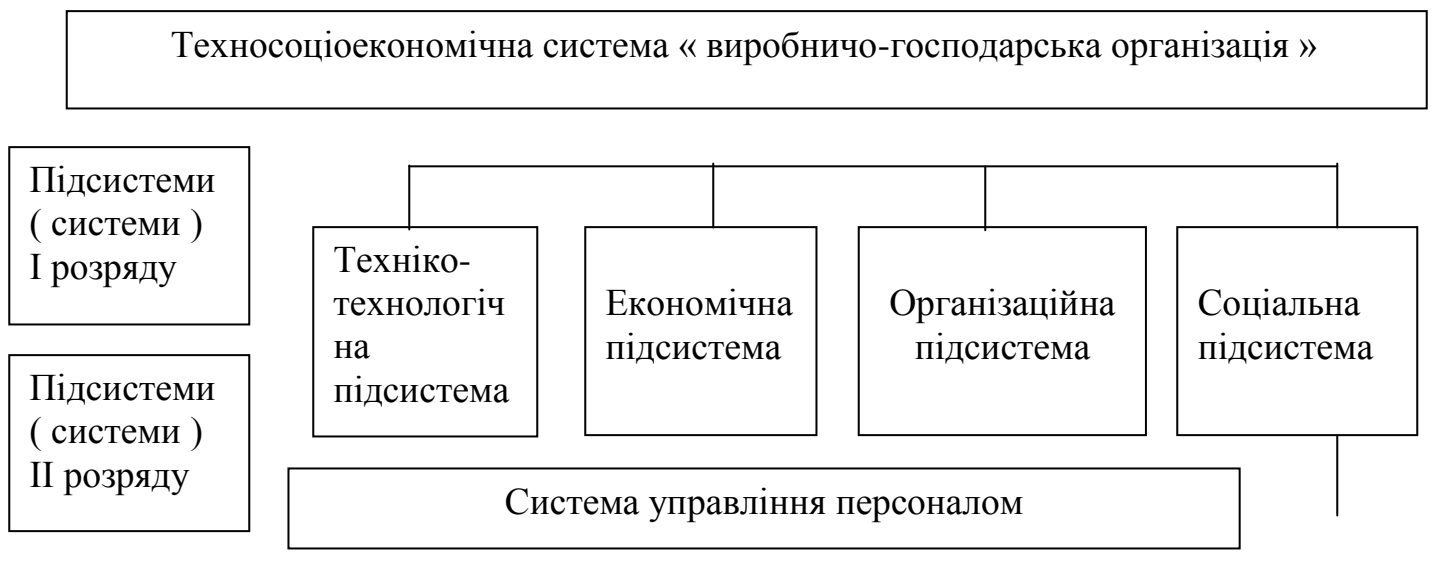 Техносоціоекономічна система « виробничо-господарська організація »
Підсистеми
( системи )
І розряду
Техніко-
технологіч
на
підсистема
Економічна
підсистема
Організаційна
підсистема
Соціальна
підсистема
Підсистеми
( системи )
ІІ розряду
Система управління персоналом